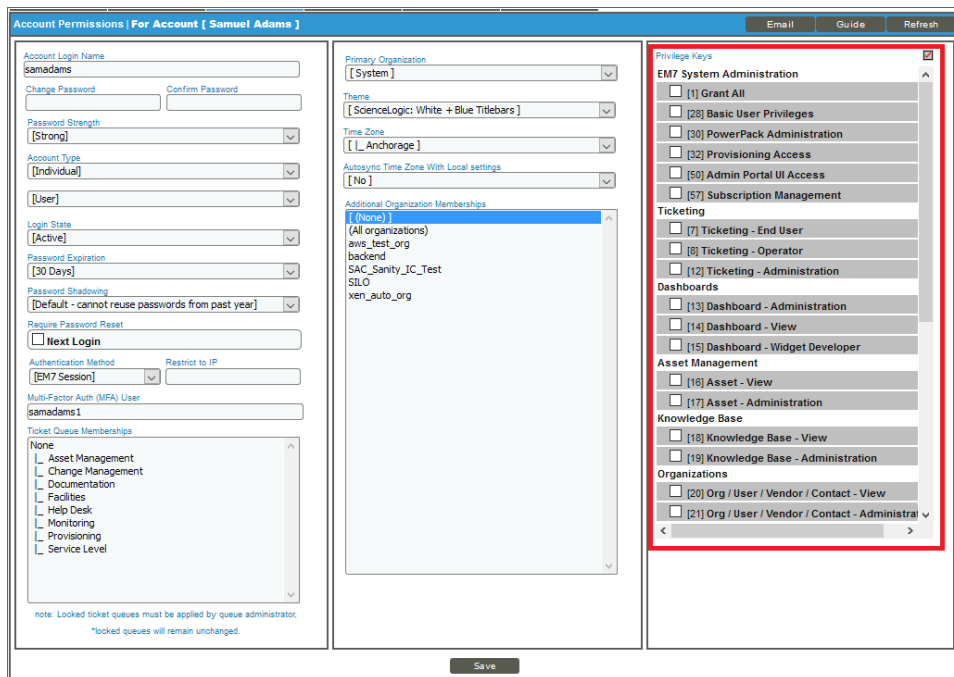 Account Permissions | For Account [ Samuel Adams ]
Email
Guide
Refresh
Account Login Name
samadams
Change Password
Confirm Password
Password Strength
[Strong]
Account Type
[Individual]
[User]
Login State
[Active]
Password Expiration
[30 Days]
Password Shadowing
[Default - cannot reuse passwords from past year]
Require Password Reset
Next Login
Authentication Method
Restrict to IP
[EM7 Session]
Multi-Factor Auth (MFA) User
samadams1
Ticket Queue Memberships
None
|_ Asset Management
|_ Change Management
|_ Documentation
|_ Facilities
|_ Help Desk
|_ Monitoring
|_ Provisioning
|_ Service Level
note: Locked ticket queues must be applied by queue administrator,
*locked queues will remain unchanged.
Primary Organization
[ System ]
Theme
[ ScienceLogic: White + Blue Titlebars ]
Time Zone
[ |_ Anchorage ]
Autosync Time Zone With Local settings
[ No ]
Additional Organization Memberships
[ (None) ]
(All organizations)
aws_test_org
backend
SAC_Sanity_IC_Test
SILO
xen_auto_org
Privilege Keys
EM7 System Administration
[1] Grant All
[28] Basic User Privileges
[30] PowerPack Administration
[32] Provisioning Access
[50] Admin Portal UI Access
[57] Subscription Management
Ticketing
[7] Ticketing - End User
[8] Ticketing - Operator
[12] Ticketing - Administration
Dashboards
[13] Dashboard - Administration
[14] Dashboard - View
[15] Dashboard - Widget Developer
Asset Management
[16] Asset - View
[17] Asset - Administration
Knowledge Base
[18] Knowledge Base - View
[19] Knowledge Base - Administration
Organizations
[20] Org / User / Vendor / Contact - View
[21] Org / User / Vendor / Contact - Administrat
Save